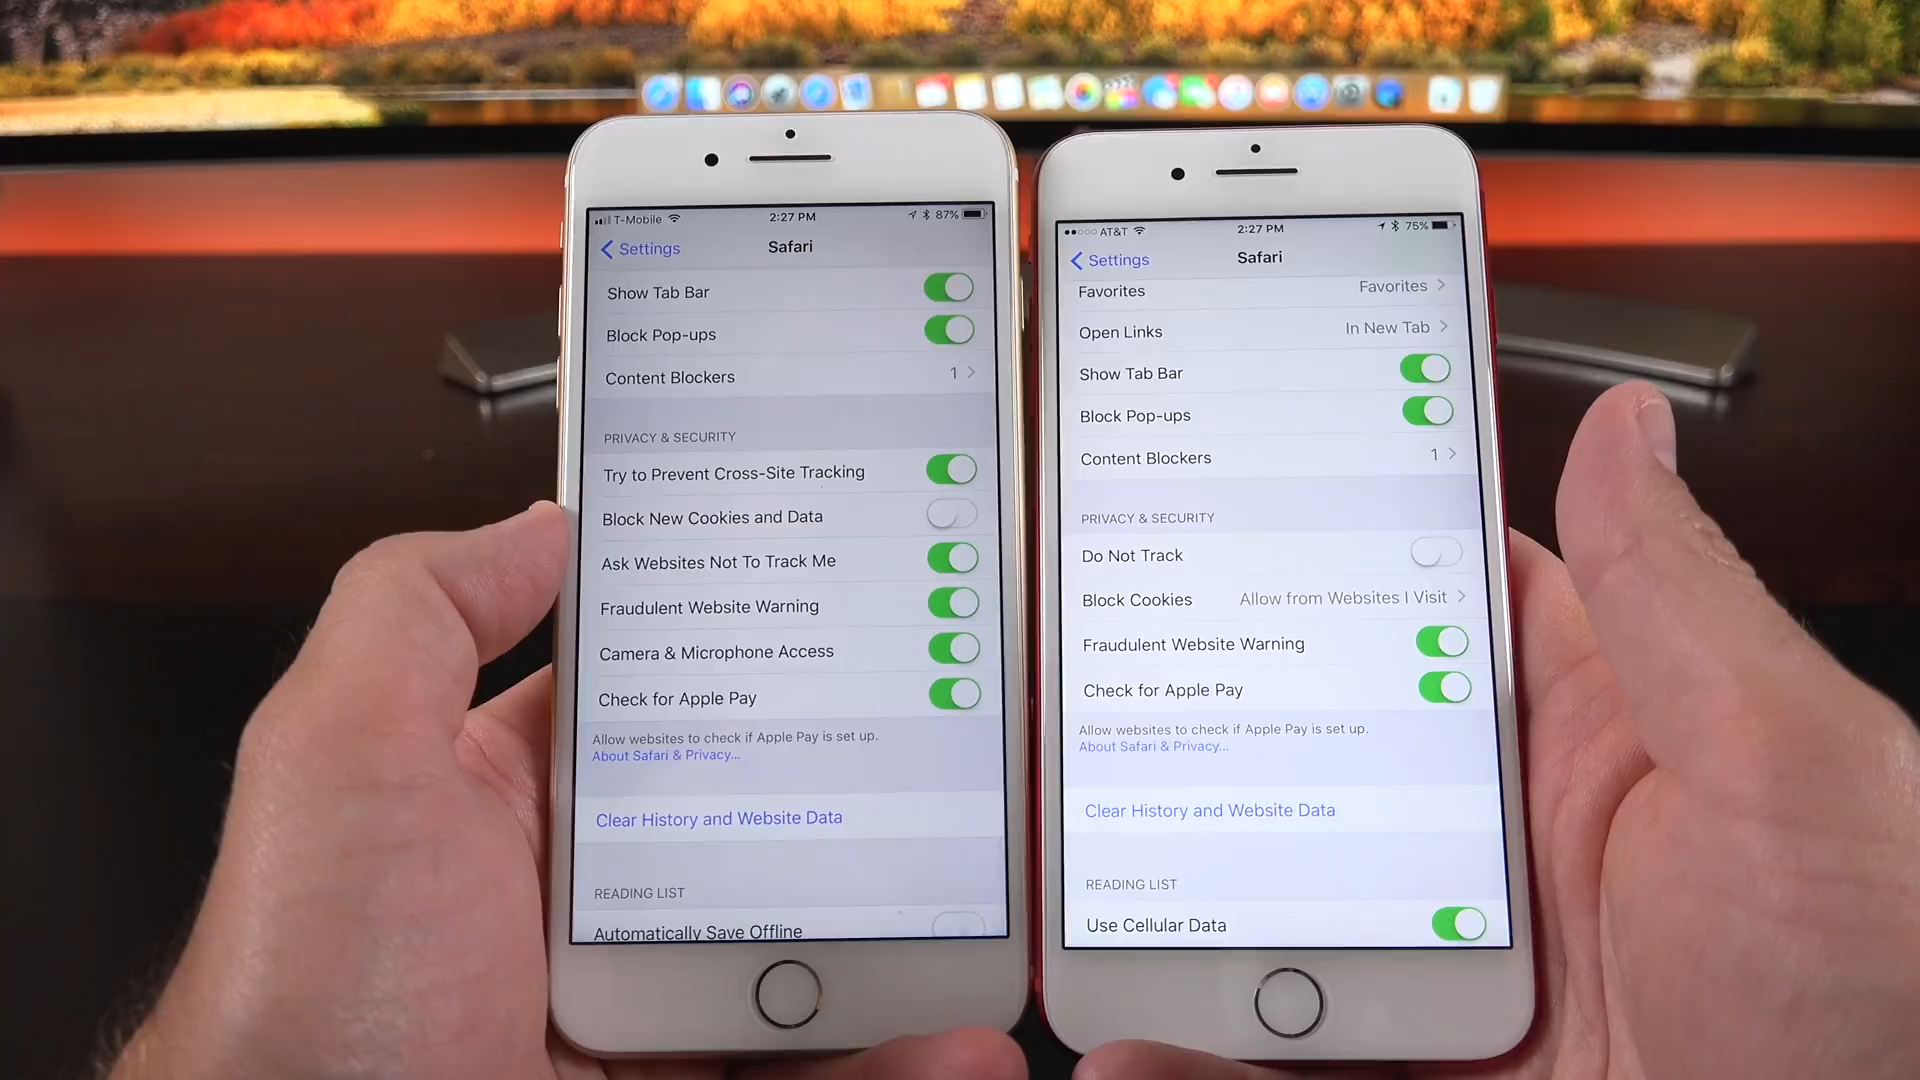 T-Mobile 2:27 PM 87%
Settings Safari
Show Tab Bar
Block Pop-ups
Content Blockers 1
PRIVACY & SECURITY
Try to Prevent Cross-Site Tracking
Block New Cookies and Data
Ask Websites Not To Track Me
Fraudulent Website Warning
Camera & Microphone Access
Check for Apple Pay
Allow websites to check if Apple Pay is set up.
About Safari & Privacy...
Clear History and Website Data
READING LIST
Automatically Save Offline
AT&T 2:27 PM 75%
Settings Safari
Favorites Favorites
Open Links In New Tab
Show Tab Bar
Block Pop-ups
Content Blockers 1
PRIVACY & SECURITY
Do Not Track
Block Cookies Allow from Websites I Visit
Fraudulent Website Warning
Check for Apple Pay
Allow websites to check if Apple Pay is set up.
About Safari & Privacy...
Clear History and Website Data
READING LIST
Use Cellular Data